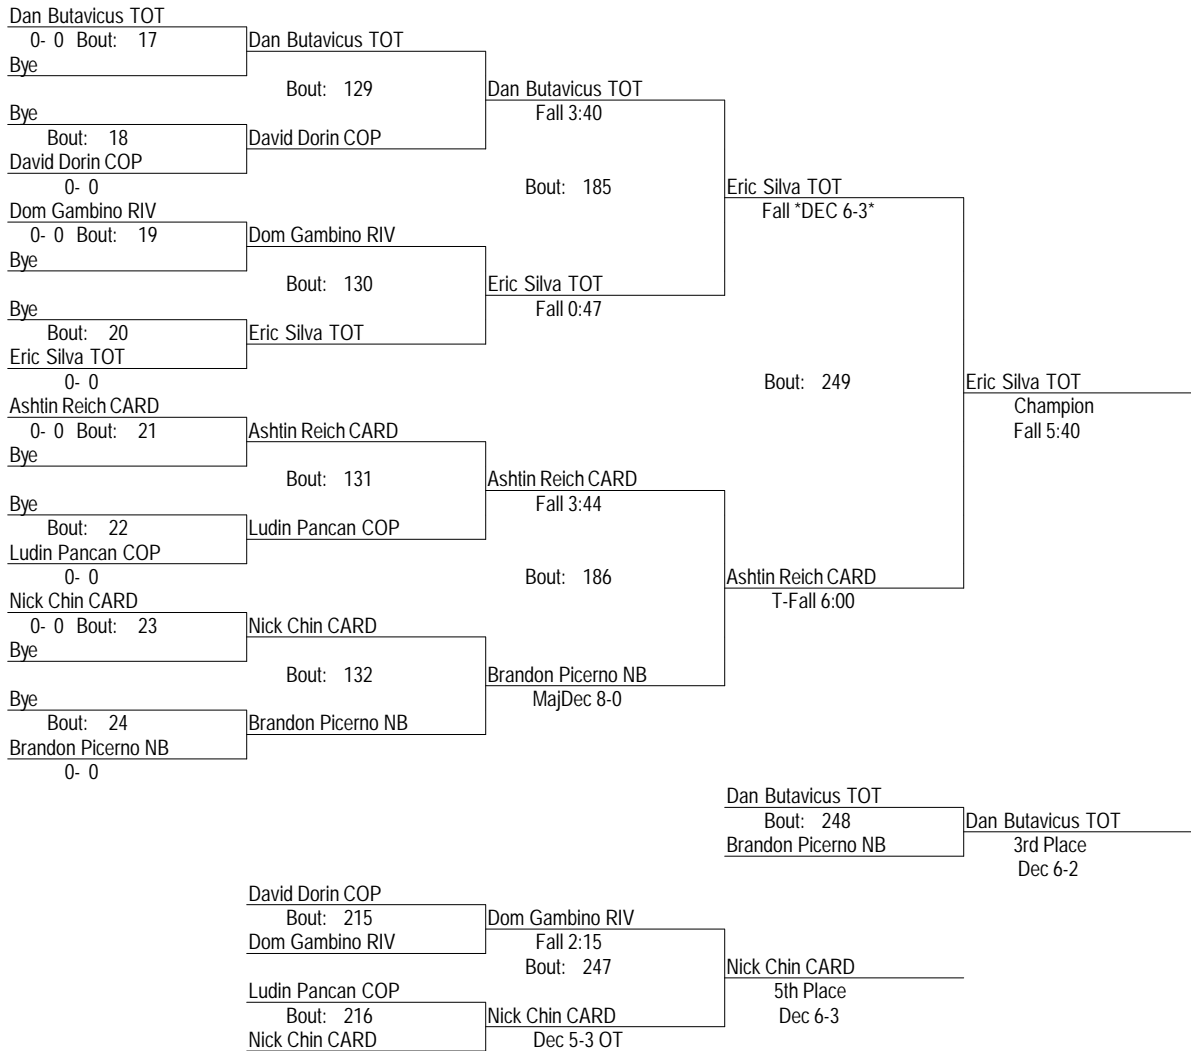 Dan Butavicus TOT
0- 0 Bout: 17
Dan Butavicus TOT
Bye
Bout: 129
Dan Butavicus TOT
Bye
Fall 3:40
Bout: 18
David Dorin COP
David Dorin COP
0- 0
Bout: 185
Eric Silva TOT
Dom Gambino RIV
Fall *DEC 6-3*
0- 0 Bout: 19
Dom Gambino RIV
Bye
Bout: 130
Eric Silva TOT
Bye
Fall 0:47
Bout: 20
Eric Silva TOT
Eric Silva TOT
0- 0
Bout: 249
Eric Silva TOT
Ashtin Reich CARD
Champion
0- 0 Bout: 21
Ashtin Reich CARD
Fall 5:40
Bye
Bout: 131
Ashtin Reich CARD
Bye
Fall 3:44
Bout: 22
Ludin Pancan COP
Ludin Pancan COP
0- 0
Bout: 186
Ashtin Reich CARD
Nick Chin CARD
T-Fall 6:00
0- 0 Bout: 23
Nick Chin CARD
Bye
Bout: 132
Brandon Picerno NB
Bye
MajDec 8-0
Bout: 24
Brandon Picerno NB
Brandon Picerno NB
0- 0
Dan Butavicus TOT
Bout: 248
Dan Butavicus TOT
Brandon Picerno NB
3rd Place
Dec 6-2
David Dorin COP
Bout: 215
Dom Gambino RIV
Dom Gambino RIV
Fall 2:15
Bout: 247
Nick Chin CARD
5th Place
Ludin Pancan COP
Bout: 216
Nick Chin CARD
Dec 6-3
Nick Chin CARD
Dec 5-3 OT